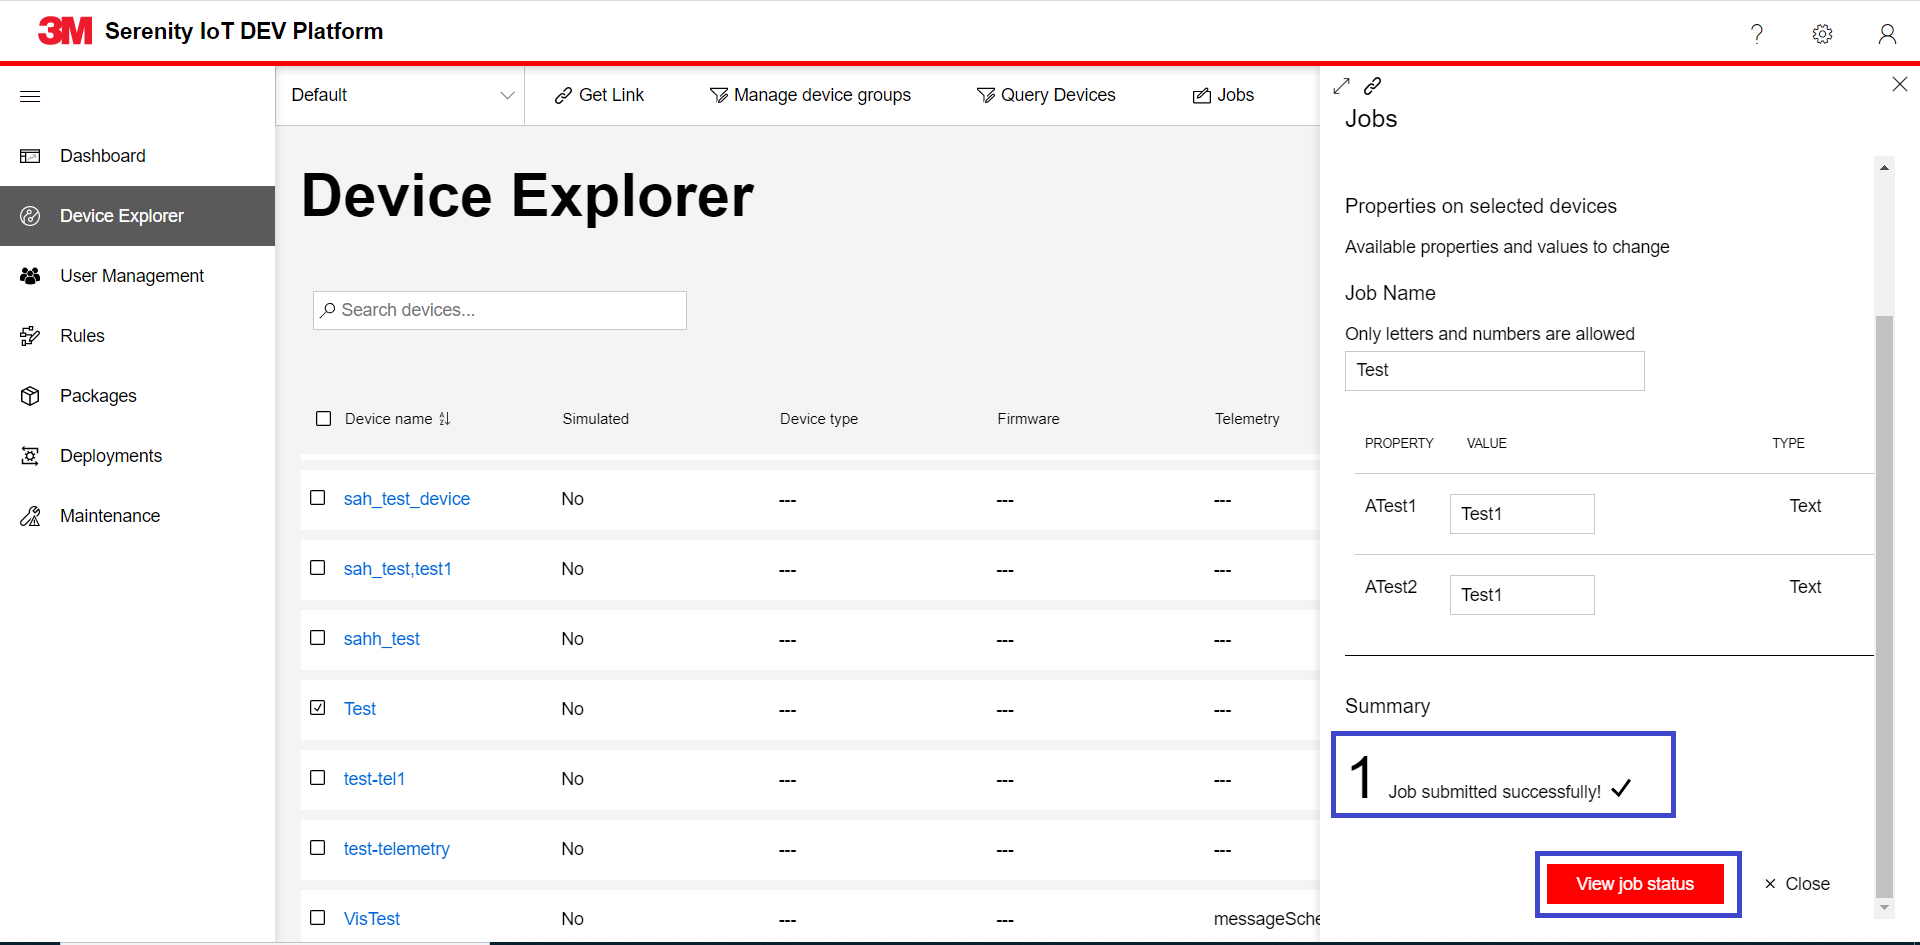 3M Serenity IoT DEV Platform
Default
Get Link
Manage device groups
Query Devices
Jobs
Dashboard
Device Explorer
User Management
Rules
Packages
Deployments
Maintenance
Device Explorer
Search devices...
Device name Simulated Device type Firmware Telemetry
sah_test_device No --- --- ---
sah_test,test1 No --- --- ---
sahh_test No --- --- ---
Test No --- --- ---
test-tel1 No --- --- ---
test-telemetry No --- --- ---
VisTest No --- --- messageSche
Jobs
Properties on selected devices
Available properties and values to change
Job Name
Only letters and numbers are allowed
Test
PROPERTY VALUE TYPE
ATest1 Test1 Text
ATest2 Test1 Text
Summary
1 Job submitted successfully!
View job status
Close